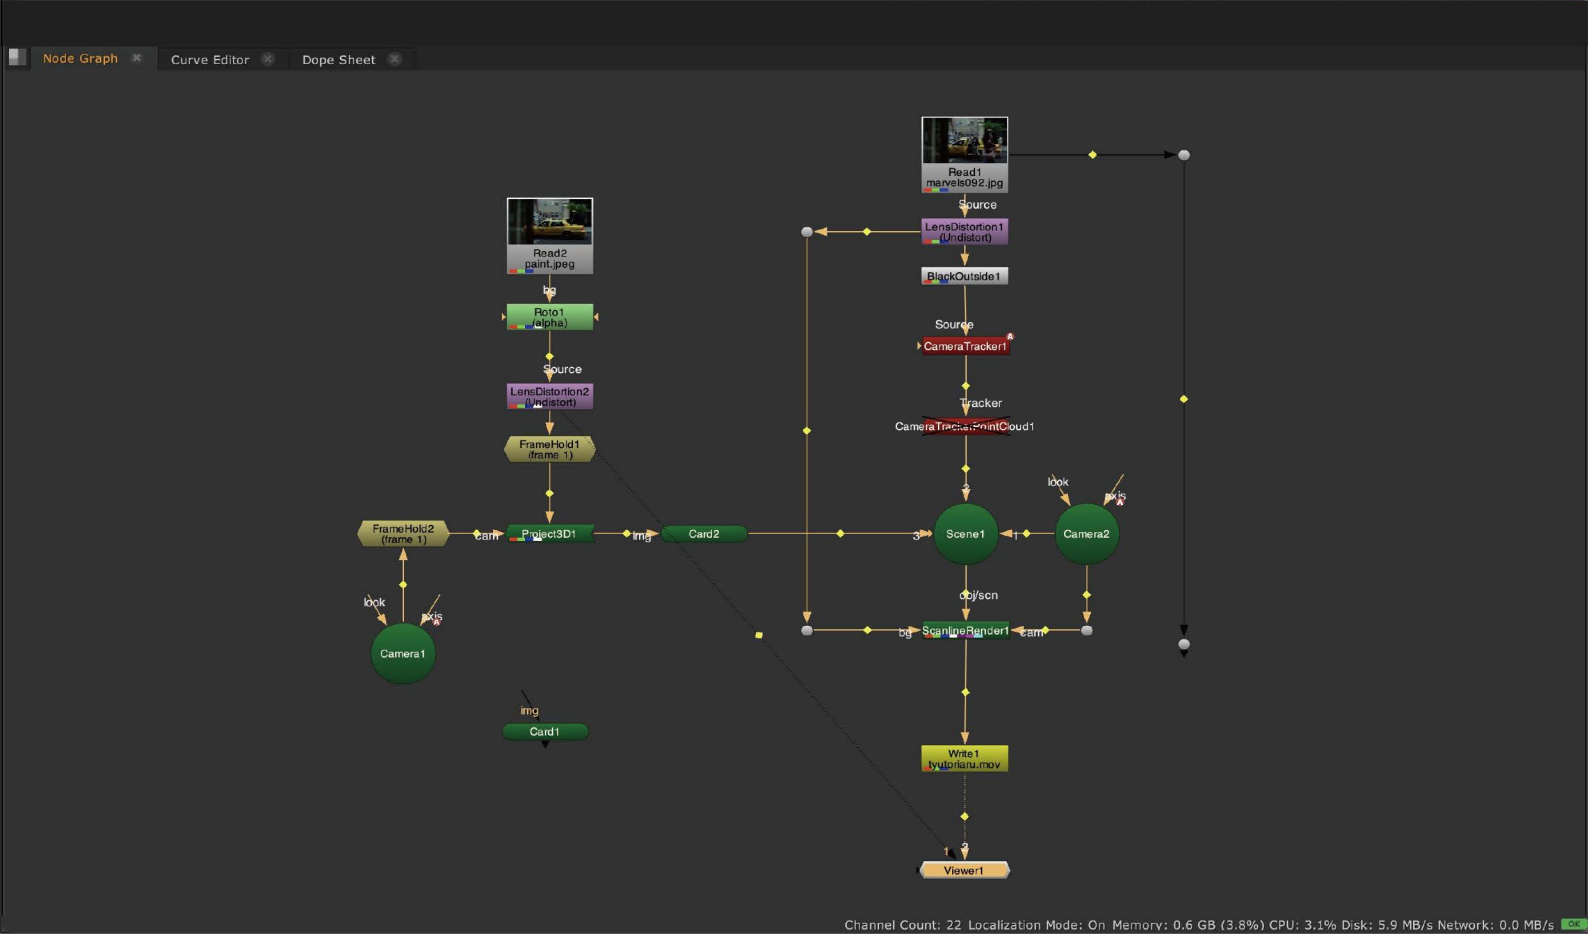 Node Graph
Curve Editor
Dope Sheet
Read1
marvels092.jpg
Source
LensDistortion1
(Undistort)
BlackOutside1
Source
CameraTracker1
A
Tracker
CameraTrackerPointCloud1
2
Read2
paint.jpeg
bg
Roto1
(alpha)
Source
LensDistortion2
(Undistort)
FrameHold1
(frame 1)
FrameHold2
(frame 1)
cam
Project3D1
img
Card2
3
Scene1
1
Camera2
look
axis
A
obj/scn
bg
ScanlineRender1
cam
look
axis
A
Camera1
img
Card1
Write1
tyutoriaru.mov
1
Viewer1
Channel Count: 22 Localization Mode: On Memory: 0.6 GB (3.8%) CPU: 3.1% Disk: 5.9 MB/s Network: 0.0 MB/s
OK